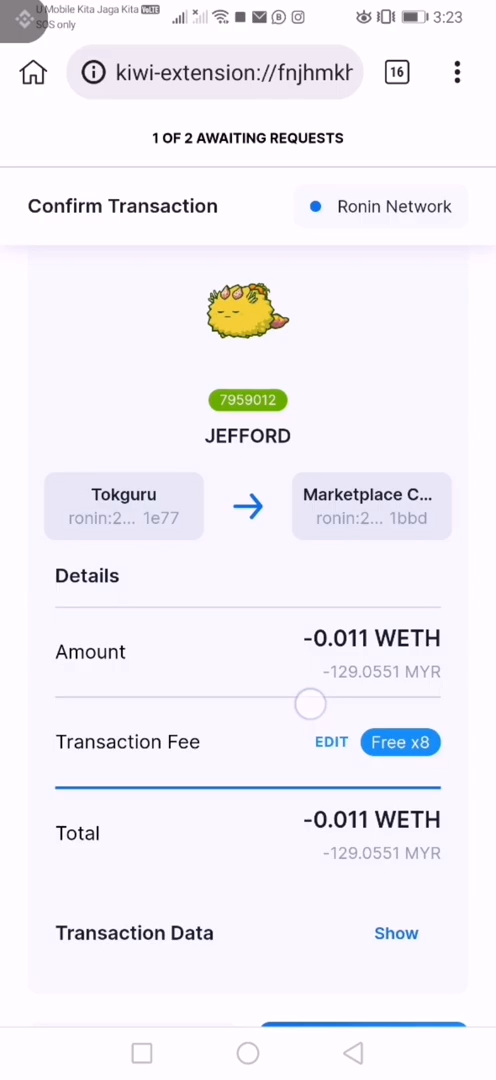 U Mobile Kita Jaga Kita VoLTE
SOS only
3:23
kiwi-extension://fnjhmkh
16
1 OF 2 AWAITING REQUESTS
Confirm Transaction
Ronin Network
7959012
JEFFORD
Tokguru
ronin:2... 1e77
Marketplace C...
ronin:2... 1bbd
Details
Amount
-0.011 WETH
-129.0551 MYR
Transaction Fee
EDIT
Free x8
Total
-0.011 WETH
-129.0551 MYR
Transaction Data
Show